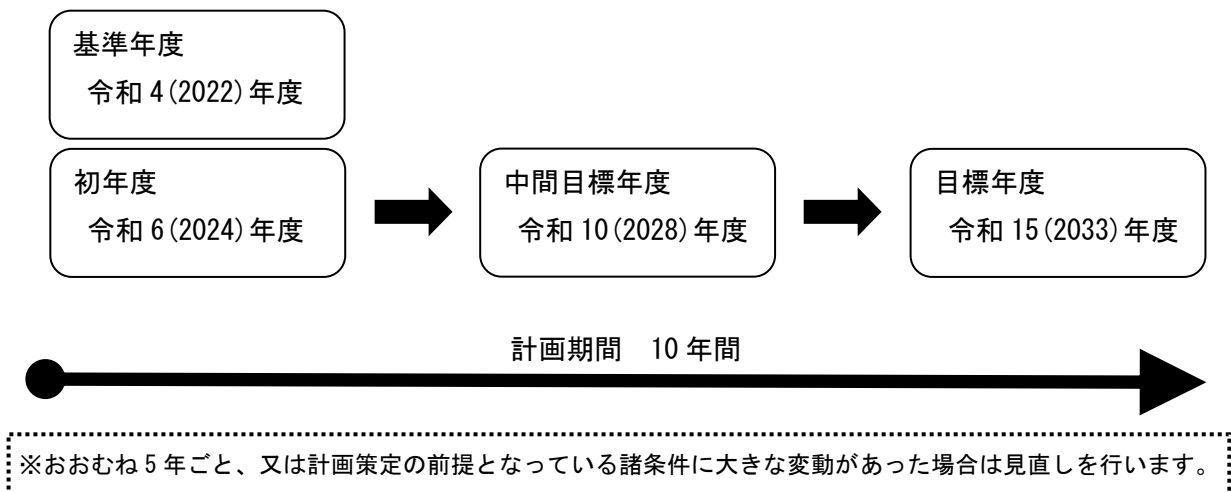 基準年度
令和 4(2022)年度
初年度
令和 6(2024)年度
中間目標年度
令和 10(2028)年度
目標年度
令和 15(2033)年度
計画期間　10 年間
※おおむね 5 年ごと、又は計画策定の前提となっている諸条件に大きな変動があった場合は見直しを行います。